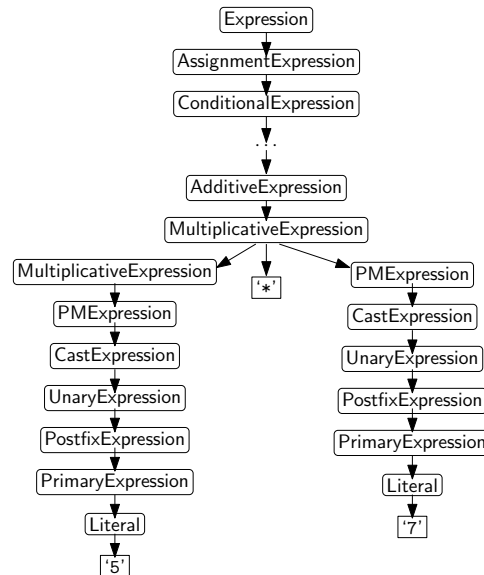 Expression
AssignmentExpression
ConditionalExpression
...
AdditiveExpression
MultiplicativeExpression
MultiplicativeExpression
‘*’
PMExpression
PMExpression
CastExpression
CastExpression
UnaryExpression
UnaryExpression
PostfixExpression
PostfixExpression
PrimaryExpression
PrimaryExpression
Literal
Literal
‘7’
‘5’